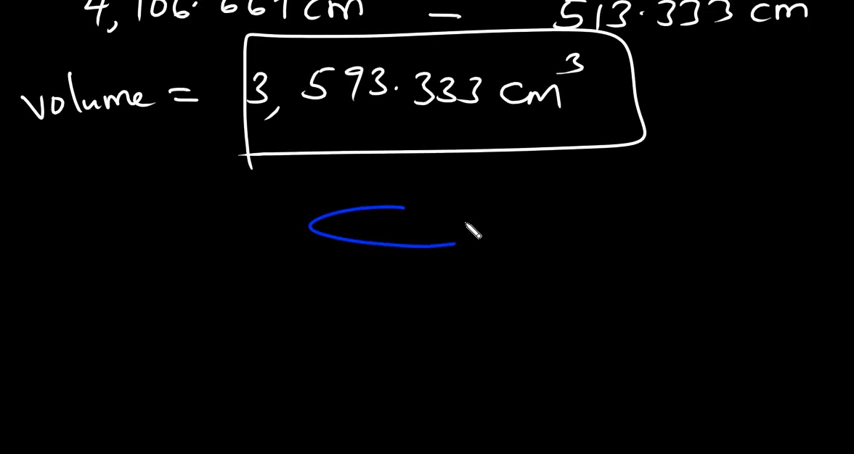 4,106.667 cm – 513.333 cm
volume = 3,593.333 cm³